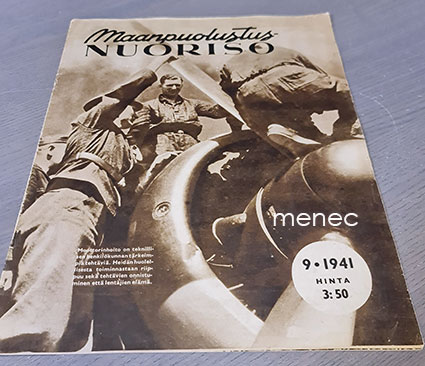 Maanpuolustus-
NUORISO
menec
Moottorinhoito on teknilli-
sen henkilökunnan tärkeim-
piä tehtäviä. Heidän huolel-
lisesta toiminnastaan riip-
puu sekä tehtävien onnistu-
minen että lentäjien elämä.
9 • 1941
HINTA
3:50